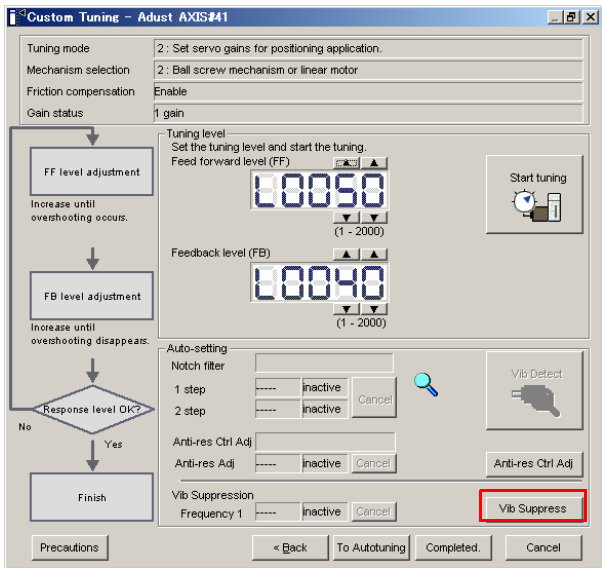 Custom Tuning - Adust AXIS#41
Tuning mode
2 : Set servo gains for positioning application.
Mechanism selection
2 : Ball screw mechanism or linear motor
Friction compensation
Enable
Gain status
1 gain
FF level adjustment
Increase until
overshooting occurs.
FB level adjustment
Increase until
overshooting disappears.
Response level OK?
No
Yes
Finish
Tuning level
Set the tuning level and start the tuning.
Feed forward level (FF)
L0050
(1 - 2000)
Feedback level (FB)
L0040
(1 - 2000)
Start tuning
Auto-setting
Notch filter
1 step
-----
inactive
Cancel
2 step
-----
inactive
Vib Detect
Anti-res Ctrl Adj
Anti-res Adj
-----
inactive
Cancel
Anti-res Ctrl Adj
Vib Suppression
Frequency 1
-----
inactive
Cancel
Vib Suppress
Precautions
< Back
To Autotuning
Completed.
Cancel